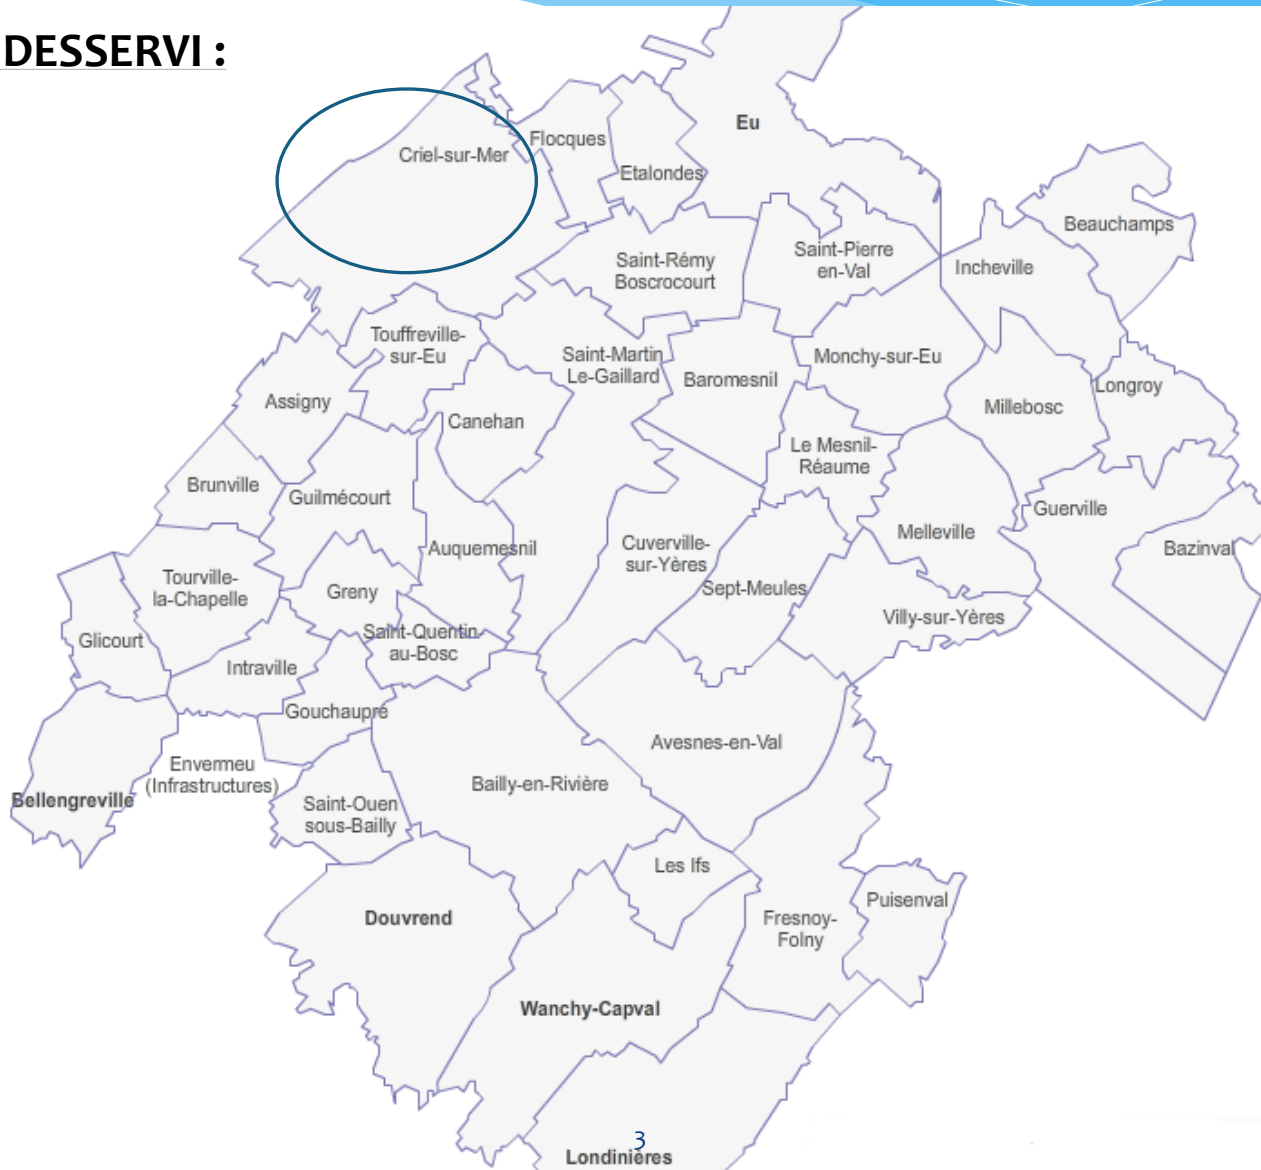 DESSERVI :
Eu
Flocques
Criel-sur-Mer
Etalondes
Beauchamps
Saint-Pierre
en-Val
Saint-Rémy
Boscrocourt
Incheville
Touffreville-
sur-Eu
Saint-Martin
Le-Gaillard
Monchy-sur-Eu
Baromesnil
Longroy
Assigny
Millebosc
Canehan
Le Mesnil-
Réaume
Brunville
Guilmécourt
Guerville
Melleville
Auquemesnil
Cuverville-
sur-Yères
Bazinval
Tourville-
la-Chapelle
Greny
Sept-Meules
Villy-sur-Yères
Glicourt
Saint-Quentin-
au-Bosc
Intraville
Gouchaupré
Avesnes-en-Val
Envermeu
(Infrastructures)
Bailly-en-Rivière
Bellengreville
Saint-Ouen
sous-Bailly
Les Ifs
Puisenval
Douvrend
Fresnoy-
Folny
Wanchy-Capval
3
Londinières